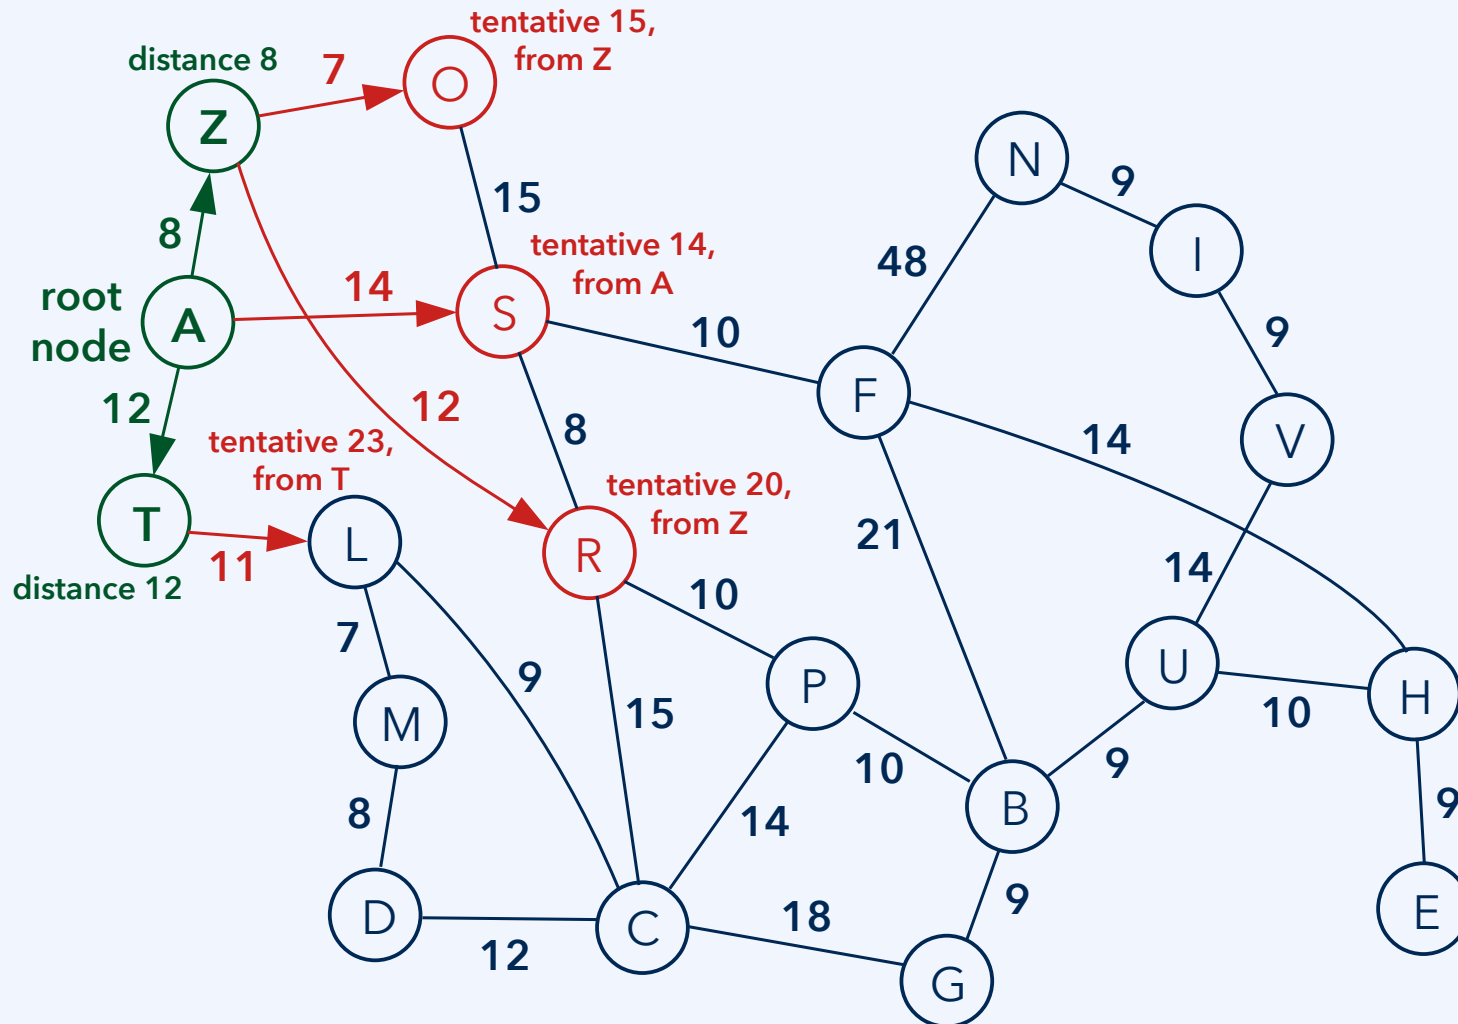 tentative 15,
from Z
distance 8
7
O
Z
N
9
15
8
tentative 14,
from A
I
48
root
node
14
A
S
10
9
12
F
12
8
14
V
tentative 23,
from T
tentative 20,
from Z
T
L
R
21
11
distance 12
10
14
7
9
P
U
H
M
15
10
10
8
14
B
9
9
D
C
18
9
E
12
G